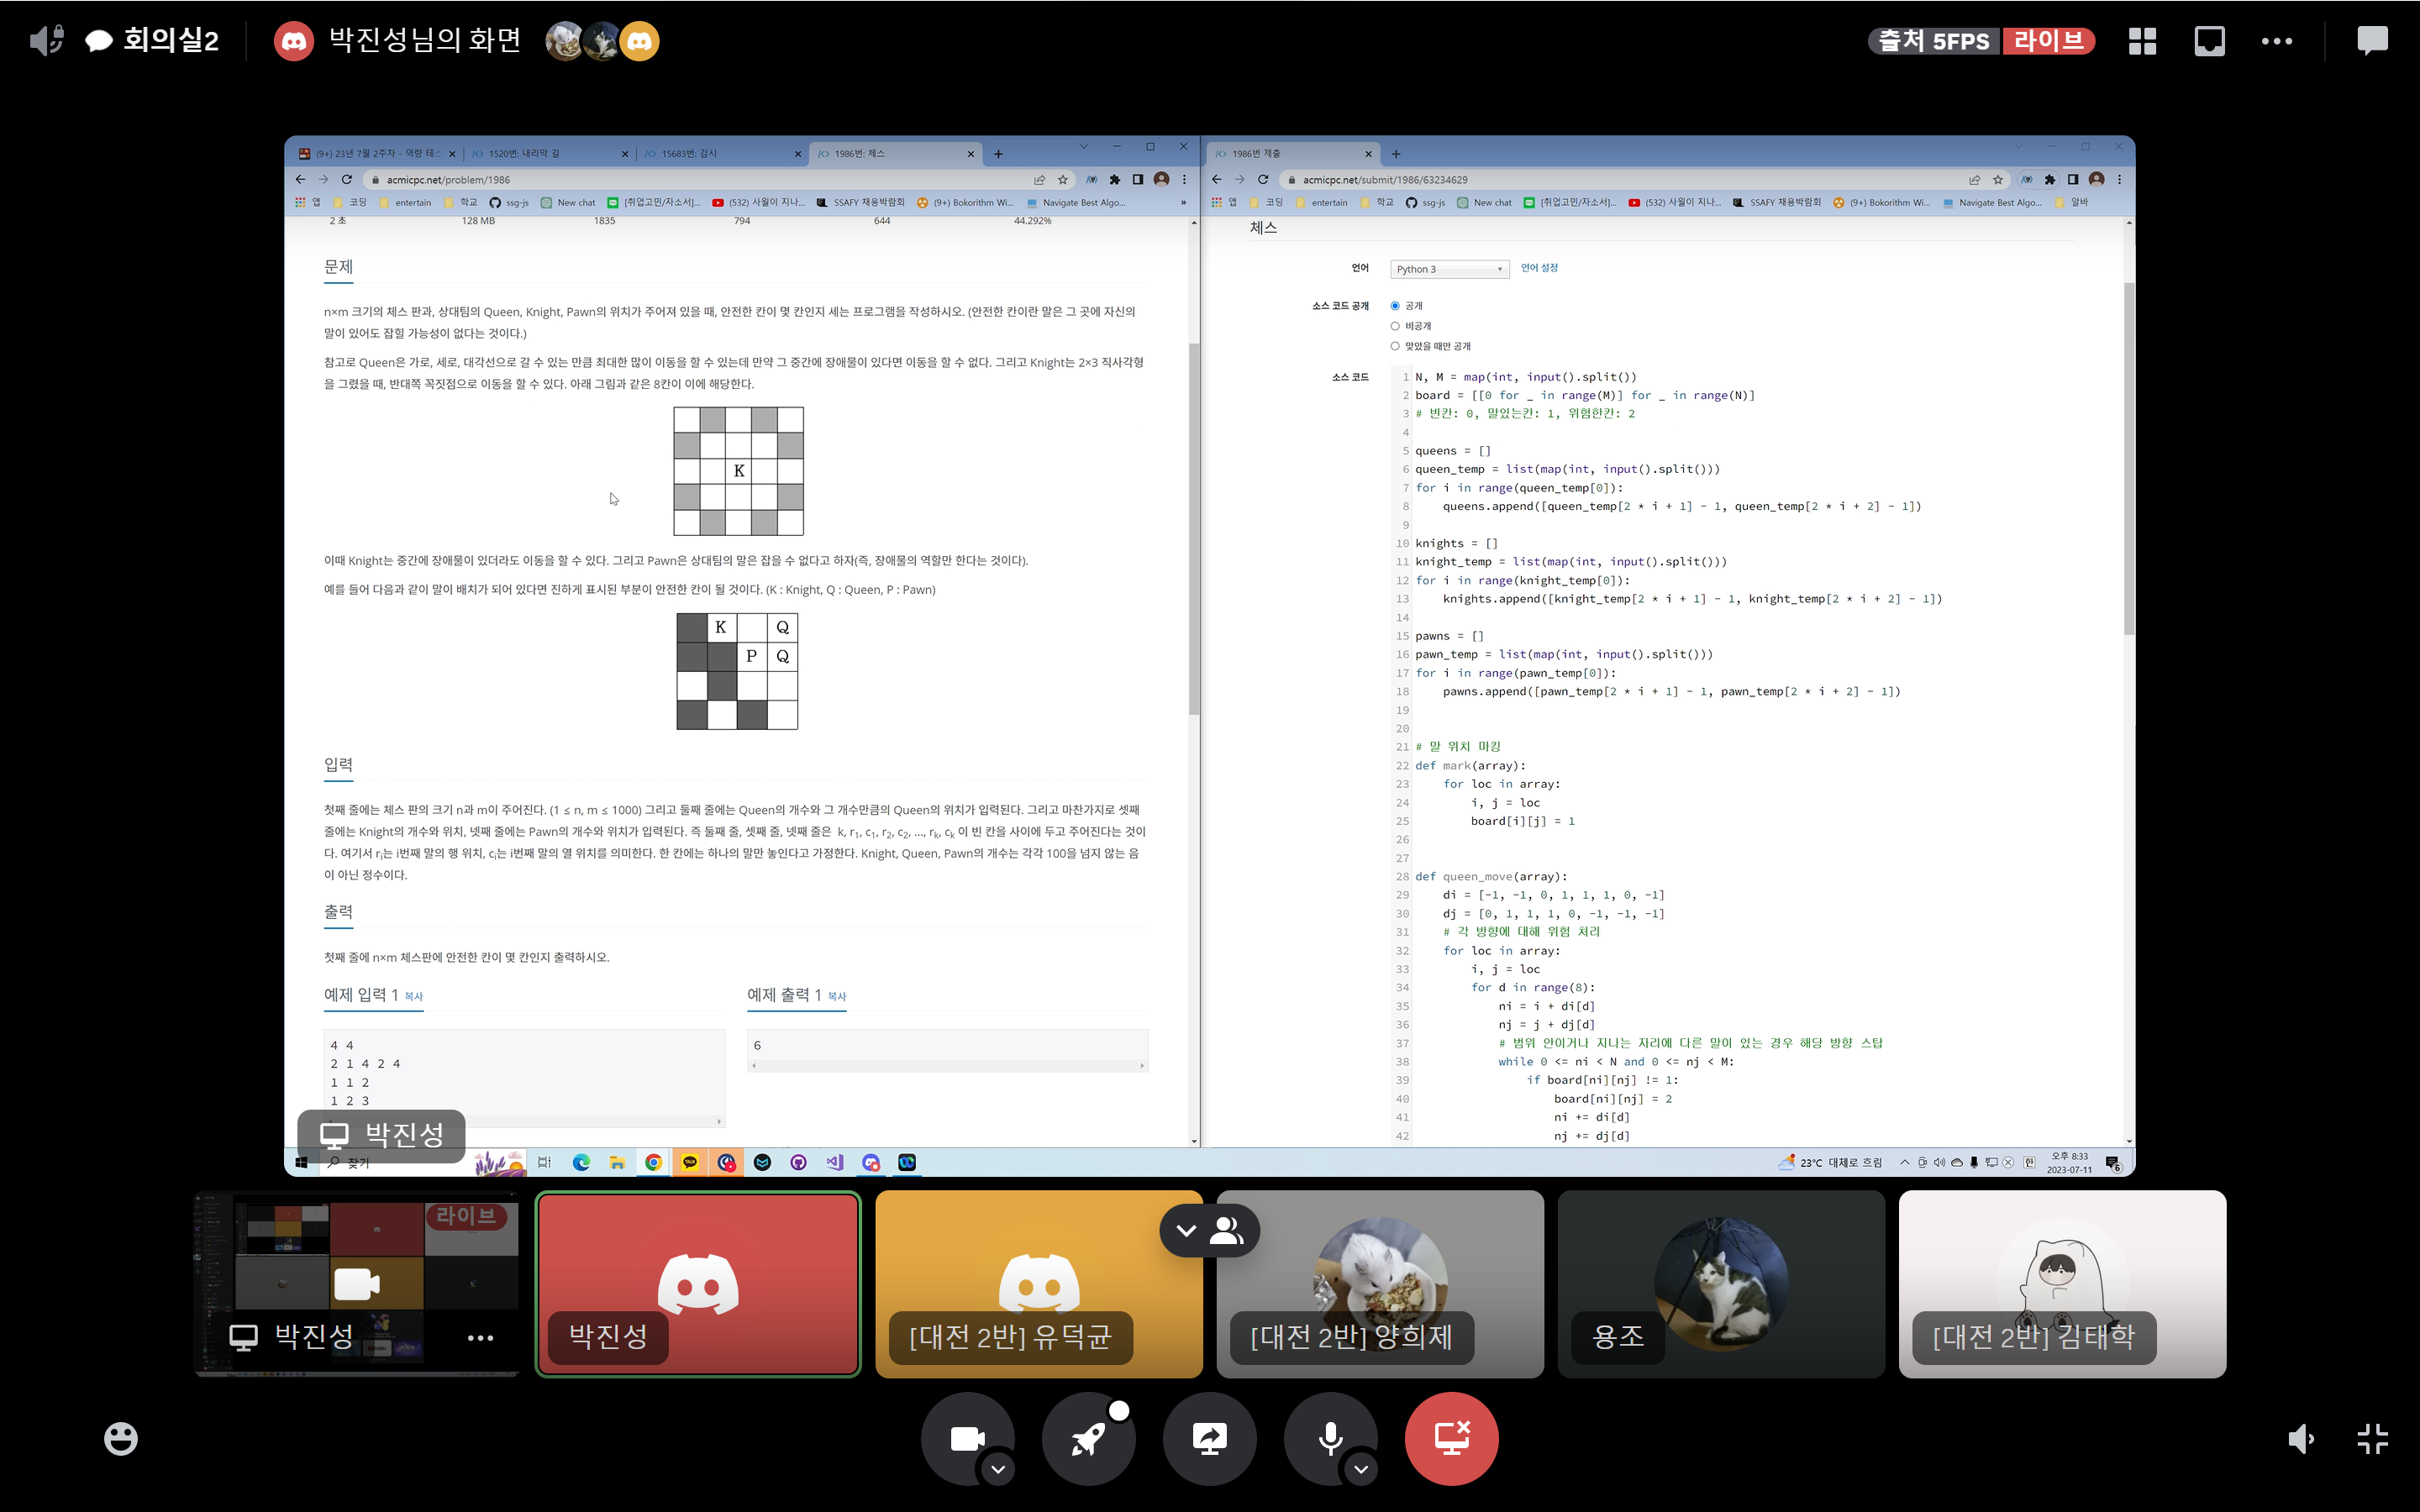 회의실2
박진성님의 화면
출처 5FPS 라이브
(9+) 23년 7월 2주차 - 역량 테스
1520번: 내리막 길
15683번: 감시
1986번: 체스
acmicpc.net/problem/1986
앱 코딩 entertain 학교 ssg-js New chat [취업고민/자소서]... (532) 사월이 지나... SSAFY 채용박람회 (9+) Bokorithm Wi... Navigate Best Algo... »
2 초 128 MB 1835 794 644 44.292%
문제
n×m 크기의 체스 판과, 상대팀의 Queen, Knight, Pawn의 위치가 주어져 있을 때, 안전한 칸이 몇 칸인지 세는 프로그램을 작성하시오. (안전한 칸이란 말은 그 곳에 자신의
말이 있어도 잡힐 가능성이 없다는 것이다.)
참고로 Queen은 가로, 세로, 대각선으로 갈 수 있는 만큼 최대한 많이 이동을 할 수 있는데 만약 그 중간에 장애물이 있다면 이동을 할 수 없다. 그리고 Knight는 2×3 직사각형
을 그렸을 때, 반대쪽 꼭짓점으로 이동을 할 수 있다. 아래 그림과 같은 8칸이 이에 해당한다.
K
이때 Knight는 중간에 장애물이 있더라도 이동을 할 수 있다. 그리고 Pawn은 상대팀의 말은 잡을 수 없다고 하자(즉, 장애물의 역할만 한다는 것이다).
예를 들어 다음과 같이 말이 배치가 되어 있다면 진하게 표시된 부분이 안전한 칸이 될 것이다. (K : Knight, Q : Queen, P : Pawn)
K Q
P Q
입력
첫째 줄에는 체스 판의 크기 n과 m이 주어진다. (1 ≤ n, m ≤ 1000) 그리고 둘째 줄에는 Queen의 개수와 그 개수만큼의 Queen의 위치가 입력된다. 그리고 마찬가지로 셋째
줄에는 Knight의 개수와 위치, 넷째 줄에는 Pawn의 개수와 위치가 입력된다. 즉 둘째 줄, 셋째 줄, 넷째 줄은 k, r1, c1, r2, c2, ..., rk, ck 이 빈 칸을 사이에 두고 주어진다는 것이
다. 여기서 ri는 i번째 말의 행 위치, ci는 i번째 말의 열 위치를 의미한다. 한 칸에는 하나의 말만 놓인다고 가정한다. Knight, Queen, Pawn의 개수는 각각 100을 넘지 않는 음
이 아닌 정수이다.
출력
첫째 줄에 n×m 체스판에 안전한 칸이 몇 칸인지 출력하시오.
예제 입력 1 복사
4 4
2 1 4 2 4
1 1 2
1 2 3
예제 출력 1 복사
6
1986번 제출
acmicpc.net/submit/1986/63234629
앱 코딩 entertain 학교 ssg-js New chat [취업고민/자소서]... (532) 사월이 지나... SSAFY 채용박람회 (9+) Bokorithm Wi... Navigate Best Algo... 알바
체스
언어 Python 3 언어 설정
소스 코드 공개 공개
비공개
맞았을 때만 공개
소스 코드
1 N, M = map(int, input().split())
2 board = [[0 for _ in range(M)] for _ in range(N)]
3 # 빈칸: 0, 말있는칸: 1, 위험한칸: 2
4
5 queens = []
6 queen_temp = list(map(int, input().split()))
7 for i in range(queen_temp[0]):
8     queens.append([queen_temp[2 * i + 1] - 1, queen_temp[2 * i + 2] - 1])
9
10 knights = []
11 knight_temp = list(map(int, input().split()))
12 for i in range(knight_temp[0]):
13     knights.append([knight_temp[2 * i + 1] - 1, knight_temp[2 * i + 2] - 1])
14
15 pawns = []
16 pawn_temp = list(map(int, input().split()))
17 for i in range(pawn_temp[0]):
18     pawns.append([pawn_temp[2 * i + 1] - 1, pawn_temp[2 * i + 2] - 1])
19
20
21 # 말 위치 마킹
22 def mark(array):
23     for loc in array:
24         i, j = loc
25         board[i][j] = 1
26
27
28 def queen_move(array):
29     di = [-1, -1, 0, 1, 1, 1, 0, -1]
30     dj = [0, 1, 1, 1, 0, -1, -1, -1]
31     # 각 방향에 대해 위험 처리
32     for loc in array:
33         i, j = loc
34         for d in range(8):
35             ni = i + di[d]
36             nj = j + dj[d]
37             # 범위 안이거나 지나는 자리에 다른 말이 있는 경우 해당 방향 스탑
38             while 0 <= ni < N and 0 <= nj < M:
39                 if board[ni][nj] != 1:
40                     board[ni][nj] = 2
41                     ni += di[d]
42                     nj += dj[d]
박진성
찾기
23°C 대체로 흐림
한
오후 8:33
2023-07-11
6
라이브
박진성
박진성
[대전 2반] 유덕균
[대전 2반] 양희제
용조
[대전 2반] 김태학